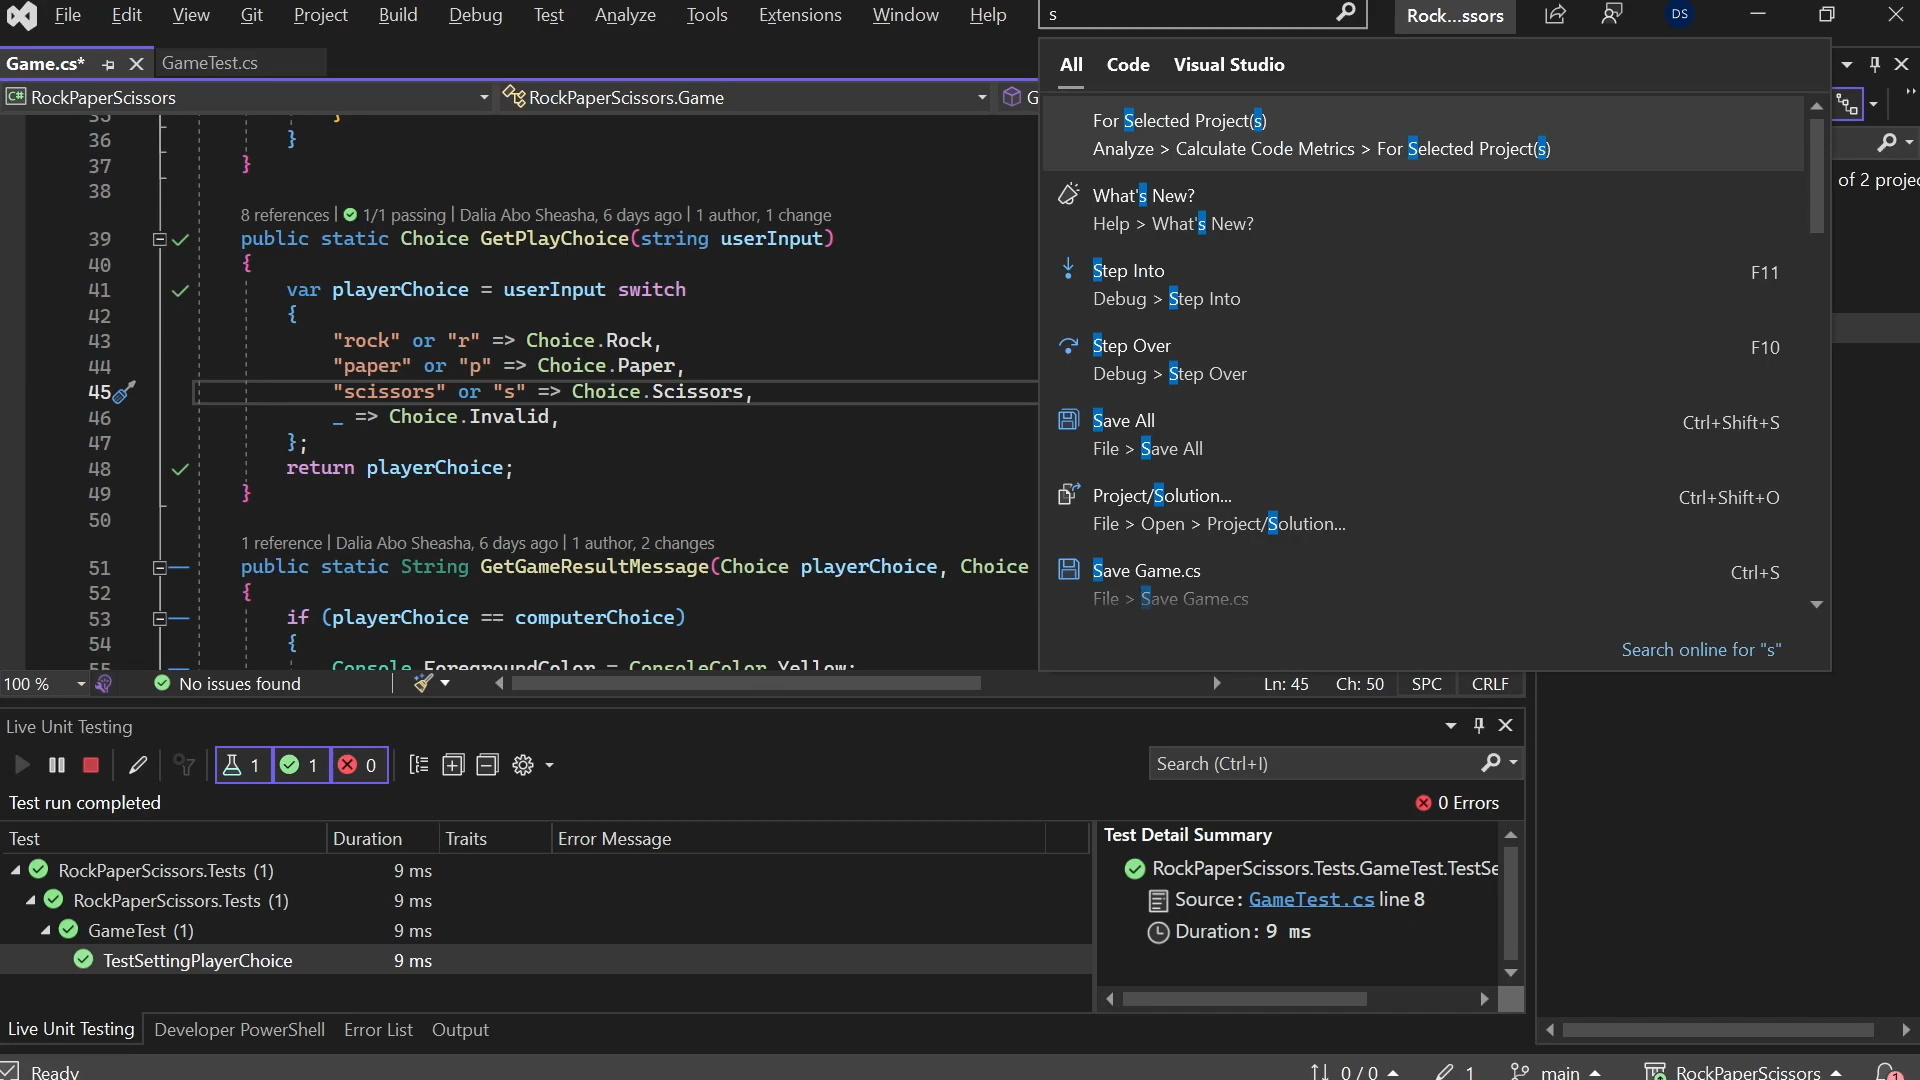 File Edit View Git Project Build Debug Test Analyze Tools Extensions Window Help
s
Rock...ssors
DS
Game.cs*
GameTest.cs
RockPaperScissors
RockPaperScissors.Game
G
35 }
36 }
37 }
38
8 references | 1/1 passing | Dalia Abo Sheasha, 6 days ago | 1 author, 1 change
39 public static Choice GetPlayChoice(string userInput)
40 {
41 var playerChoice = userInput switch
42 {
43 "rock" or "r" => Choice.Rock,
44 "paper" or "p" => Choice.Paper,
45 "scissors" or "s" => Choice.Scissors,
46 _ => Choice.Invalid,
47 };
48 return playerChoice;
49 }
50
1 reference | Dalia Abo Sheasha, 6 days ago | 1 author, 2 changes
51 public static String GetGameResultMessage(Choice playerChoice, Choice
52 {
53 if (playerChoice == computerChoice)
54 {
55 Console.ForegroundColor = ConsoleColor.Yellow;
All Code Visual Studio
For Selected Project(s)
Analyze > Calculate Code Metrics > For Selected Project(s)
What's New?
Help > What's New?
Step Into F11
Debug > Step Into
Step Over F10
Debug > Step Over
Save All Ctrl+Shift+S
File > Save All
Project/Solution... Ctrl+Shift+O
File > Open > Project/Solution...
Save Game.cs Ctrl+S
File > Save Game.cs
Search online for "s"
of 2 projec
100 %
No issues found
Ln: 45 Ch: 50 SPC CRLF
Live Unit Testing
1 1 0
Search (Ctrl+I)
Test run completed
0 Errors
Test Duration Traits Error Message
RockPaperScissors.Tests (1) 9 ms
RockPaperScissors.Tests (1) 9 ms
GameTest (1) 9 ms
TestSettingPlayerChoice 9 ms
Test Detail Summary
RockPaperScissors.Tests.GameTest.TestSe
Source: GameTest.cs line 8
Duration: 9 ms
Live Unit Testing Developer PowerShell Error List Output
Ready
0 / 0
1
main
RockPaperScissors
1